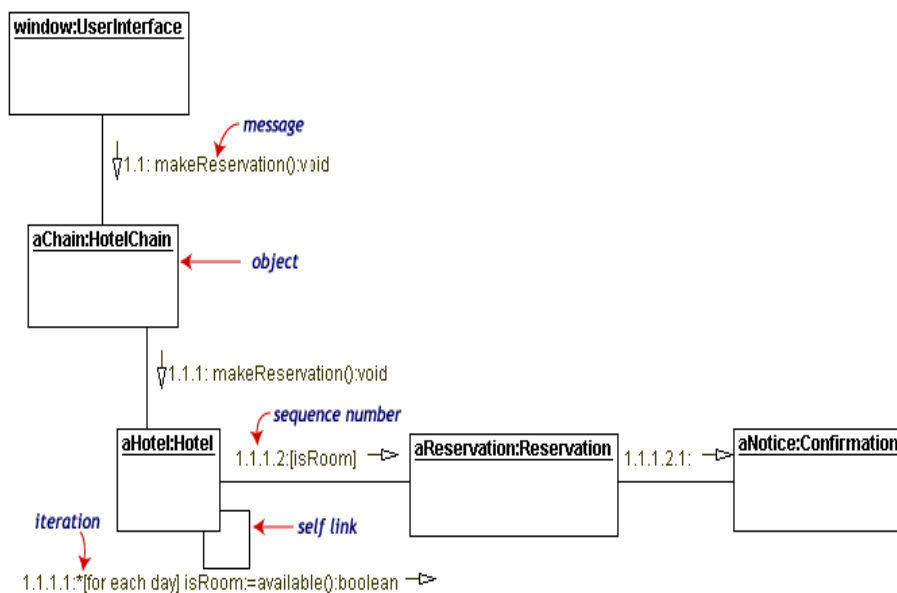 window:UserInterface
message
1.1: makeReservation():void
aChain:HotelChain
object
1.1.1: makeReservation():void
sequence number
aHotel:Hotel
1.1.1.2:[isRoom]
aReservation:Reservation
1.1.1.2.1:
aNotice:Confirmation
iteration
self link
1.1.1.1:*[for each day] isRoom:=available():boolean